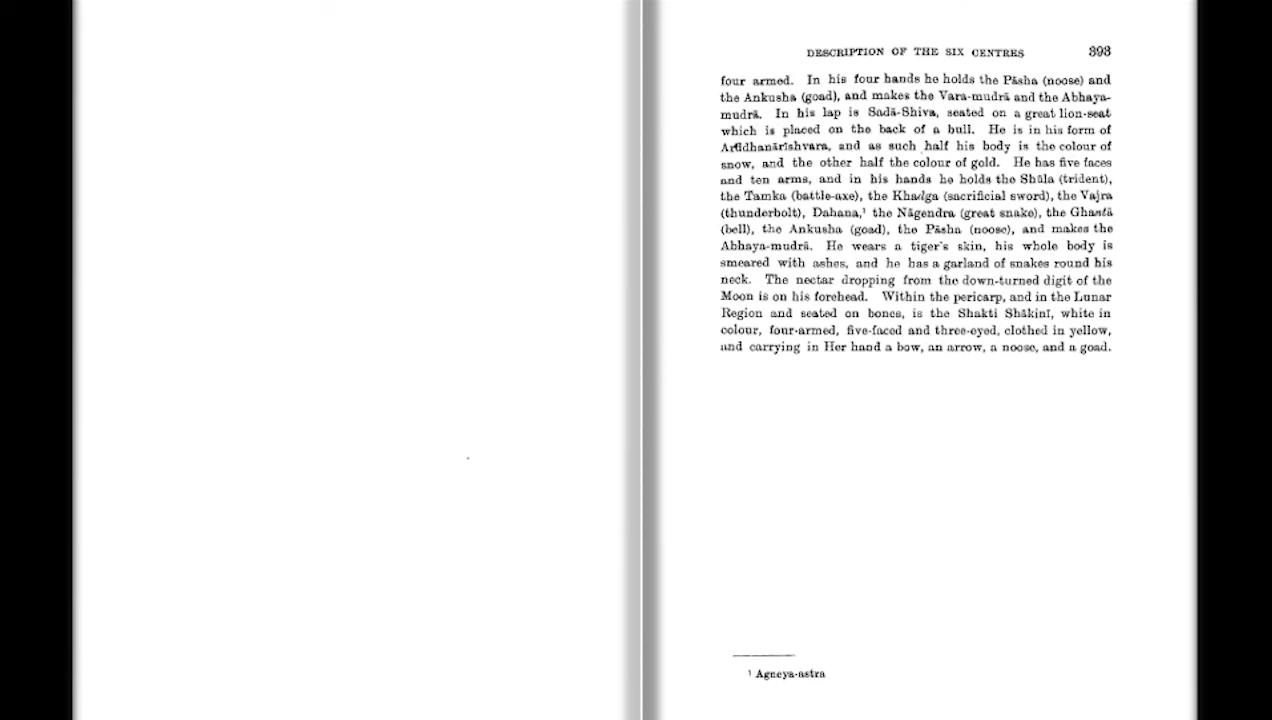 DESCRIPTION OF THE SIX CENTRES 393
four armed. In his four hands he holds the Pāsha (noose) and
the Ankusha (goad), and makes the Vara-mudrā and the Abhaya-
mudrā. In his lap is Sadā-Shiva, seated on a great lion-seat
which is placed on the back of a bull. He is in his form of
Arddhanārīshvara, and as such half his body is the colour of
snow, and the other half the colour of gold. He has five faces
and ten arms, and in his hands he holds the Shūla (trident),
the Tamka (battle-axe), the Khadga (sacrificial sword), the Vajra
(thunderbolt), Dahana,¹ the Nāgendra (great snake), the Ghantā
(bell), the Ankusha (goad), the Pāsha (noose), and makes the
Abhaya-mudrā. He wears a tiger's skin, his whole body is
smeared with ashes, and he has a garland of snakes round his
neck. The nectar dropping from the down-turned digit of the
Moon is on his forehead. Within the pericarp, and in the Lunar
Region and seated on bones, is the Shakti Shākinī, white in
colour, four-armed, five-faced and three-eyed, clothed in yellow,
and carrying in Her hand a bow, an arrow, a noose, and a goad.
¹ Agneya-astra